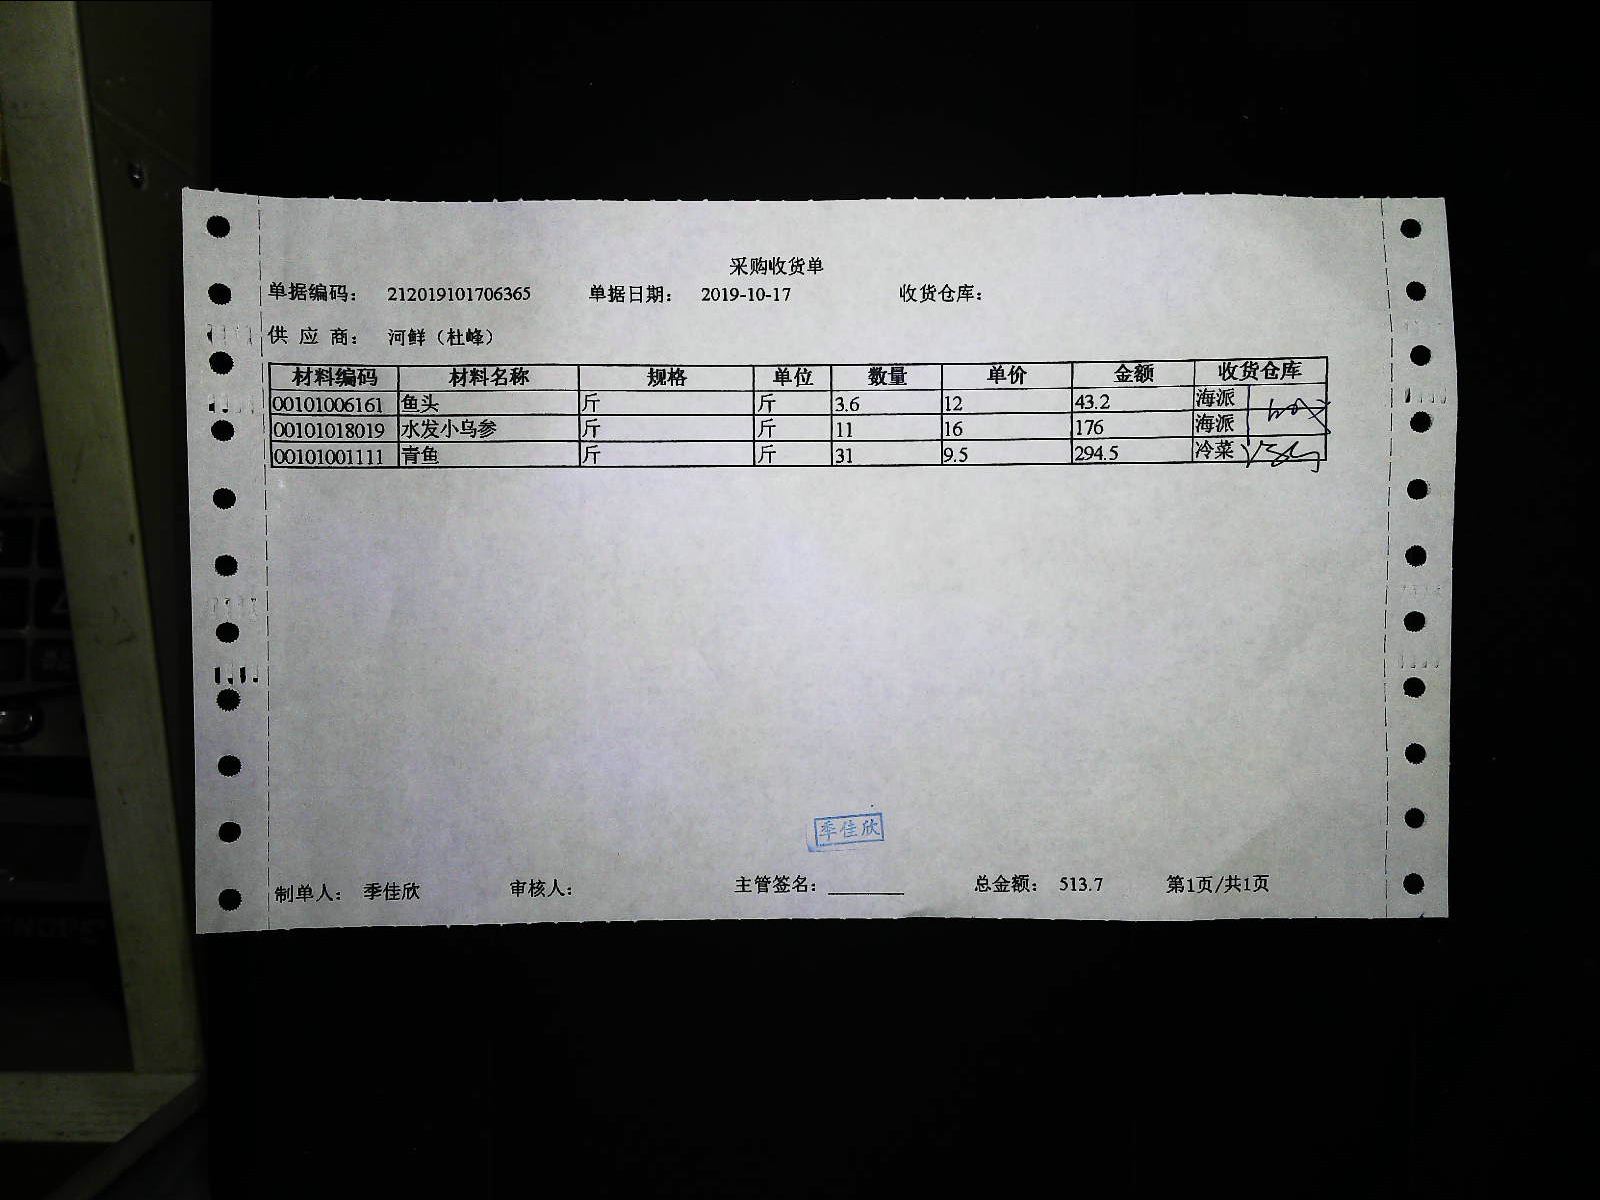 采购收货单
单据编码： 212019101706365 单据日期： 2019-10-17 收货仓库：
供 应 商： 河鲜（杜峰）
材料编码 材料名称 规格 单位 数量 单价 金额 收货仓库
00101006161 鱼头 斤 斤 3.6 12 43.2 海派
00101018019 水发小乌参 斤 斤 11 16 176 海派
00101001111 青鱼 斤 斤 31 9.5 294.5 冷菜
季佳欣
制单人： 季佳欣 审核人： 主管签名： 总金额： 513.7 第1页/共1页